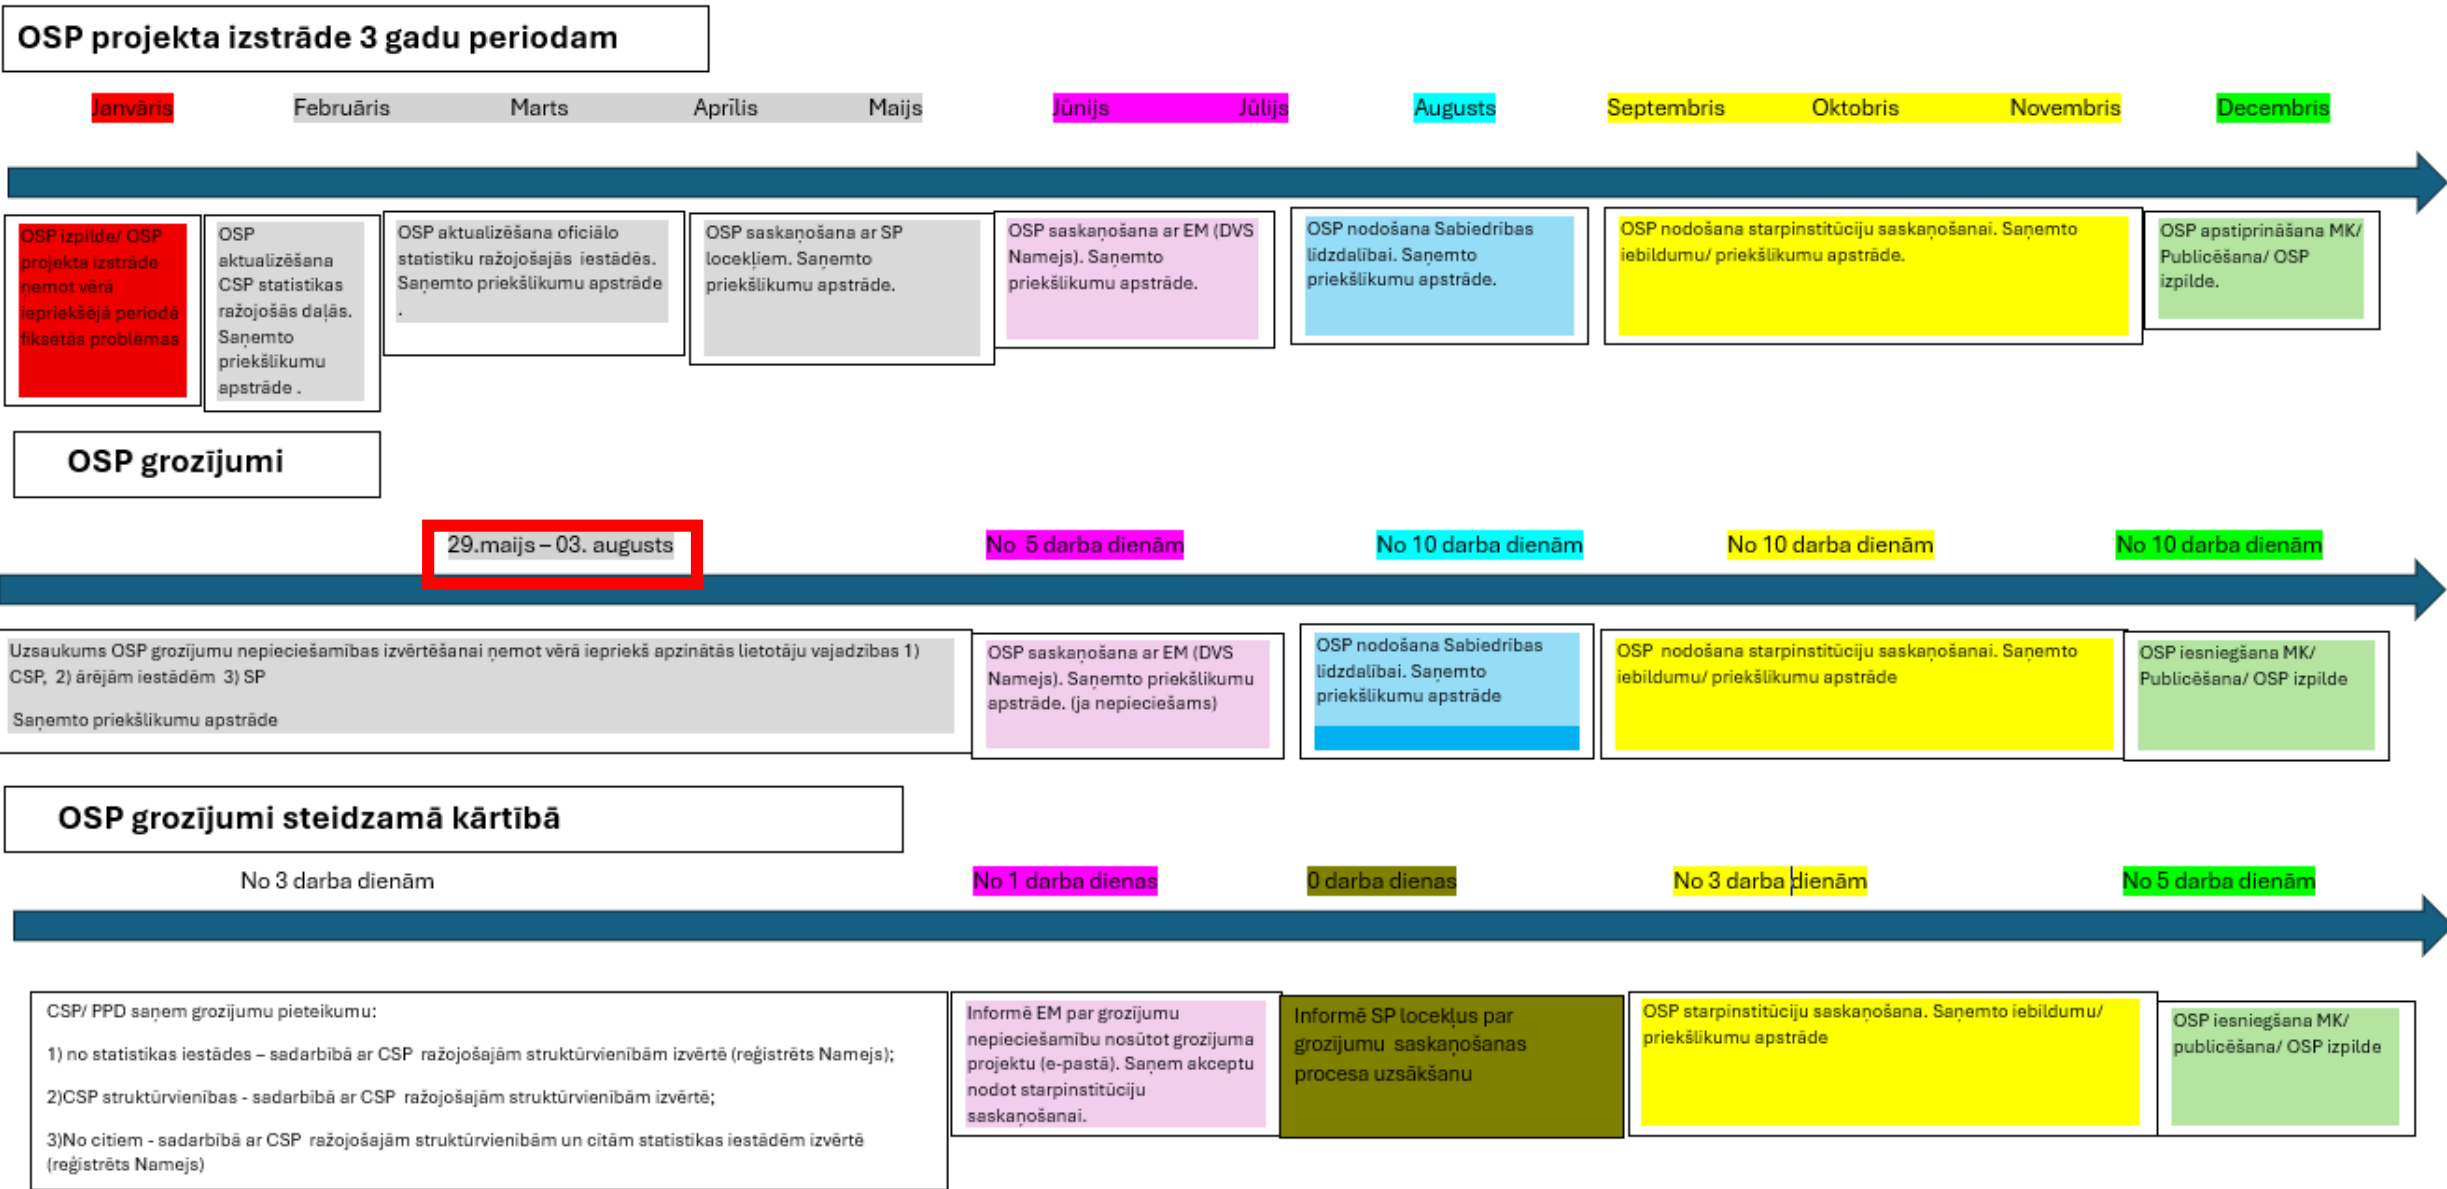 OSP projekta izstrāde 3 gadu periodam
Janvāris Februāris Marts Aprīlis Maijs Jūnijs Jūlijs Augusts Septembris Oktobris Novembris Decembris
OSP izpilde/ OSP
projekta izstrāde
ņemot vērā
iepriekšējā periodā
fiksētās problēmas
OSP
aktualizēšana
CSP statistikas
ražojošās daļās.
Saņemto
priekšlikumu
apstrāde .
OSP aktualizēšana oficiālo
statistiku ražojošajās iestādēs.
Saņemto priekšlikumu apstrāde
.
OSP saskaņošana ar SP
locekļiem. Saņemto
priekšlikumu apstrāde.
OSP saskaņošana ar EM (DVS
Namejs). Saņemto
priekšlikumu apstrāde.
OSP nodošana Sabiedrības
līdzdalībai. Saņemto
priekšlikumu apstrāde.
OSP nodošana starpinstitūciju saskaņošanai. Saņemto
iebildumu/ priekšlikumu apstrāde.
OSP apstiprināšana MK/
Publicēšana/ OSP
izpilde.
OSP grozījumi
29.maijs – 03. augusts No 5 darba dienām No 10 darba dienām No 10 darba dienām No 10 darba dienām
Uzsaukums OSP grozījumu nepieciešamības izvērtēšanai ņemot vērā iepriekš apzinātās lietotāju vajadzības 1)
CSP, 2) ārējām iestādēm 3) SP
Saņemto priekšlikumu apstrāde
OSP saskaņošana ar EM (DVS
Namejs). Saņemto priekšlikumu
apstrāde. (ja nepieciešams)
OSP nodošana Sabiedrības
līdzdalībai. Saņemto
priekšlikumu apstrāde
OSP nodošana starpinstitūciju saskaņošanai. Saņemto
iebildumu/ priekšlikumu apstrāde
OSP iesniegšana MK/
Publicēšana/ OSP izpilde
OSP grozījumi steidzamā kārtībā
No 3 darba dienām No 1 darba dienas 0 darba dienas No 3 darba dienām No 5 darba dienām
CSP/ PPD saņem grozījumu pieteikumu:
1) no statistikas iestādes – sadarbībā ar CSP ražojošajām struktūrvienībām izvērtē (reģistrēts Namejs);
2)CSP struktūrvienības - sadarbībā ar CSP ražojošajām struktūrvienībām izvērtē;
3)No citiem - sadarbībā ar CSP ražojošajām struktūrvienībām un citām statistikas iestādēm izvērtē
(reģistrēts Namejs)
Informē EM par grozījumu
nepieciešamību nosūtot grozījuma
projektu (e-pastā). Saņem akceptu
nodot starpinstitūciju
saskaņošanai.
Informē SP locekļus par
grozījumu saskaņošanas
procesa uzsākšanu
OSP starpinstitūciju saskaņošana. Saņemto iebildumu/
priekšlikumu apstrāde
OSP iesniegšana MK/
publicēšana/ OSP izpilde